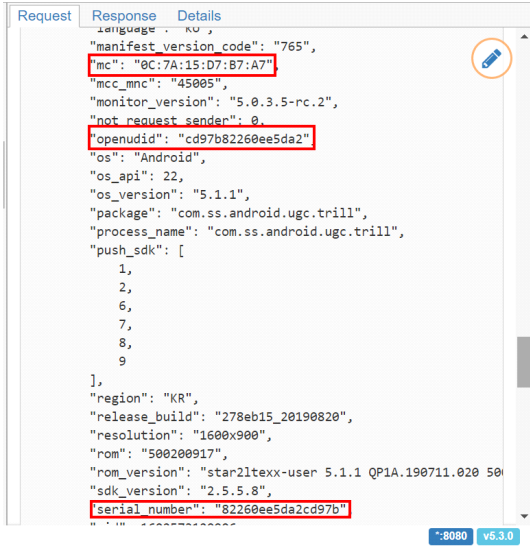 Request Response Details
"language": "ko",
"manifest_version_code": "765",
"mc": "0C:7A:15:D7:B7:A7",
"mcc_mnc": "45005",
"monitor_version": "5.0.3.5-rc.2",
"not_request_sender": 0,
"openudid": "cd97b82260ee5da2",
"os": "Android",
"os_api": 22,
"os_version": "5.1.1",
"package": "com.ss.android.ugc.trill",
"process_name": "com.ss.android.ugc.trill",
"push_sdk": [
1,
2,
6,
7,
8,
9
],
"region": "KR",
"release_build": "278eb15_20190820",
"resolution": "1600x900",
"rom": "500200917",
"rom_version": "star2ltexx-user 5.1.1 QP1A.190711.020 500
"sdk_version": "2.5.5.8",
"serial_number": "82260ee5da2cd97b"
*:8080 v5.3.0